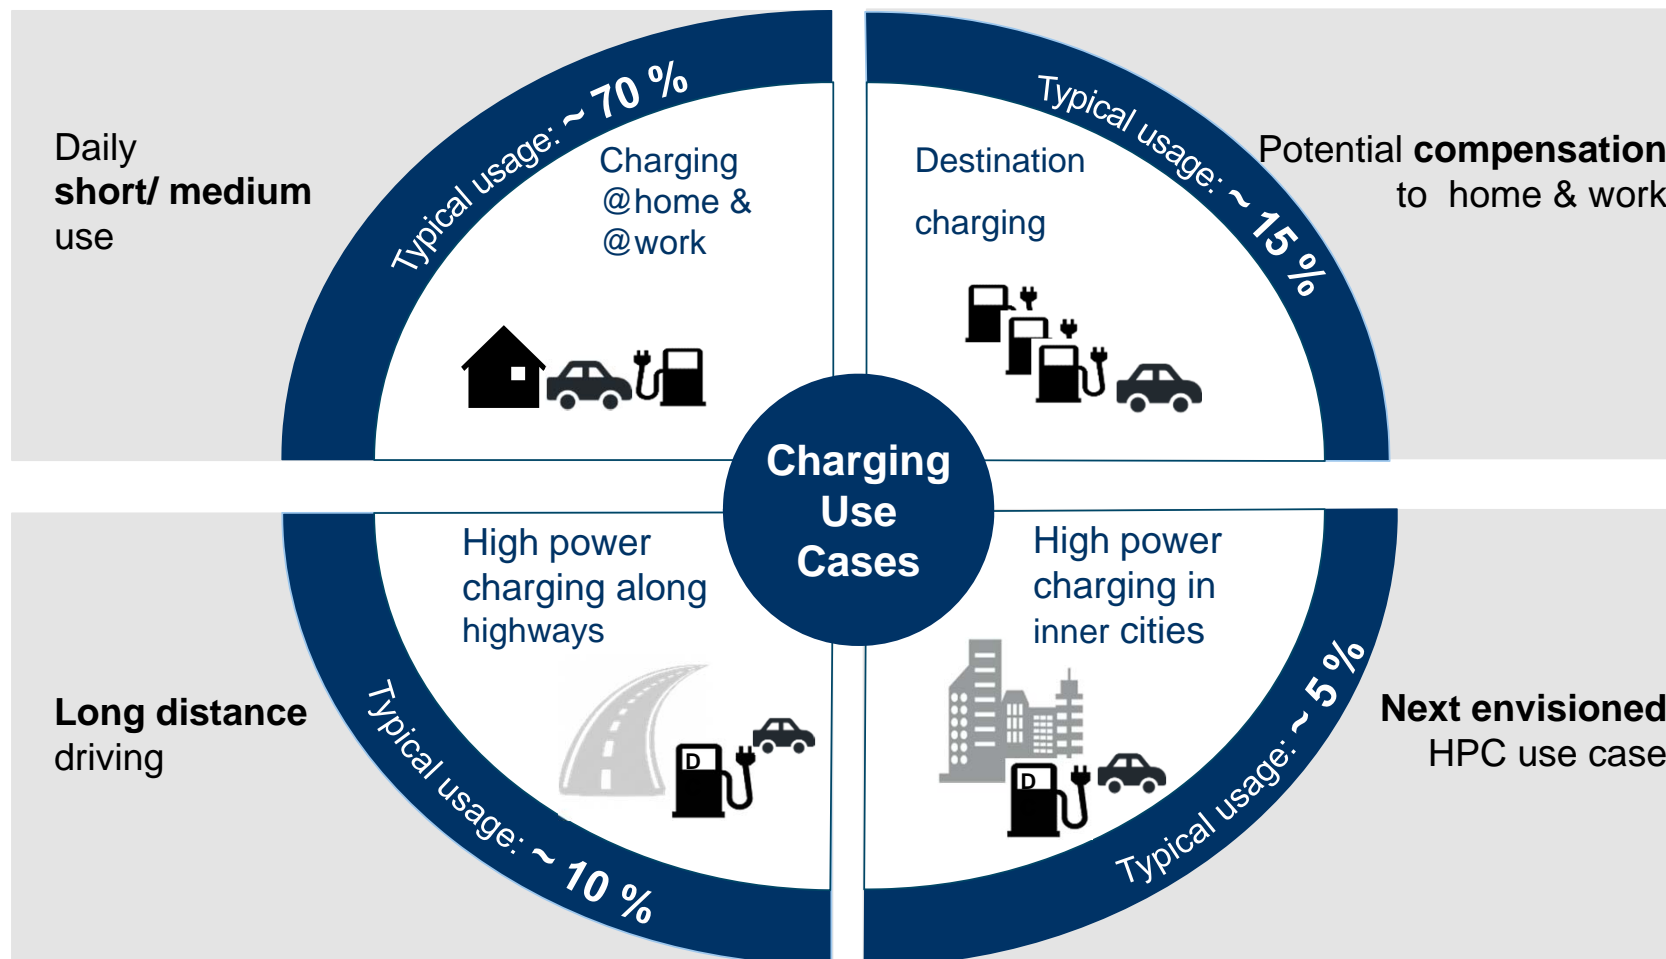 Daily
short/ medium
use
Typical usage: ~ 70 %
Charging
@home &
@work
Destination
charging
Typical usage: ~ 15 %
Potential compensation
to home & work
Charging
Use
Cases
Long distance
driving
Typical usage: ~ 10 %
High power
charging along
highways
D
High power
charging in
inner cities
D
Typical usage: ~ 5 %
Next envisioned
HPC use case